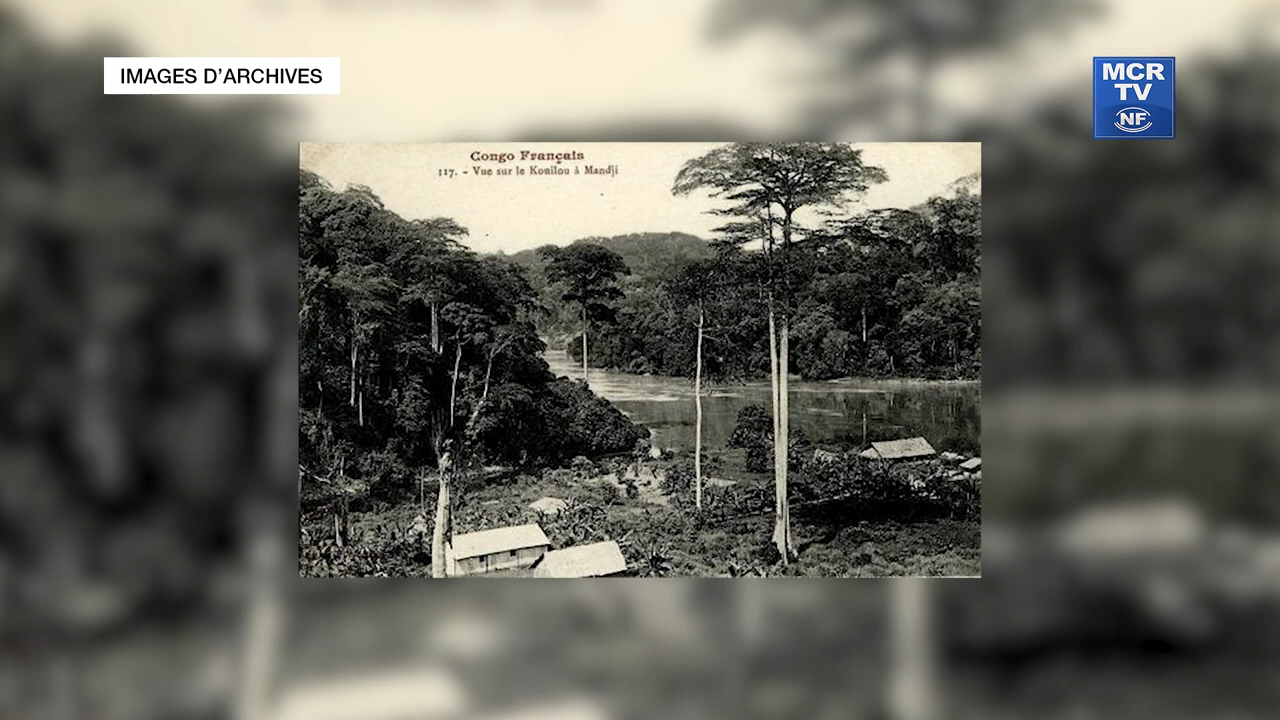 IMAGES D’ARCHIVES
MCR
TV
NF
Congo Français
117. - Vue sur le Kouilou à Mandji